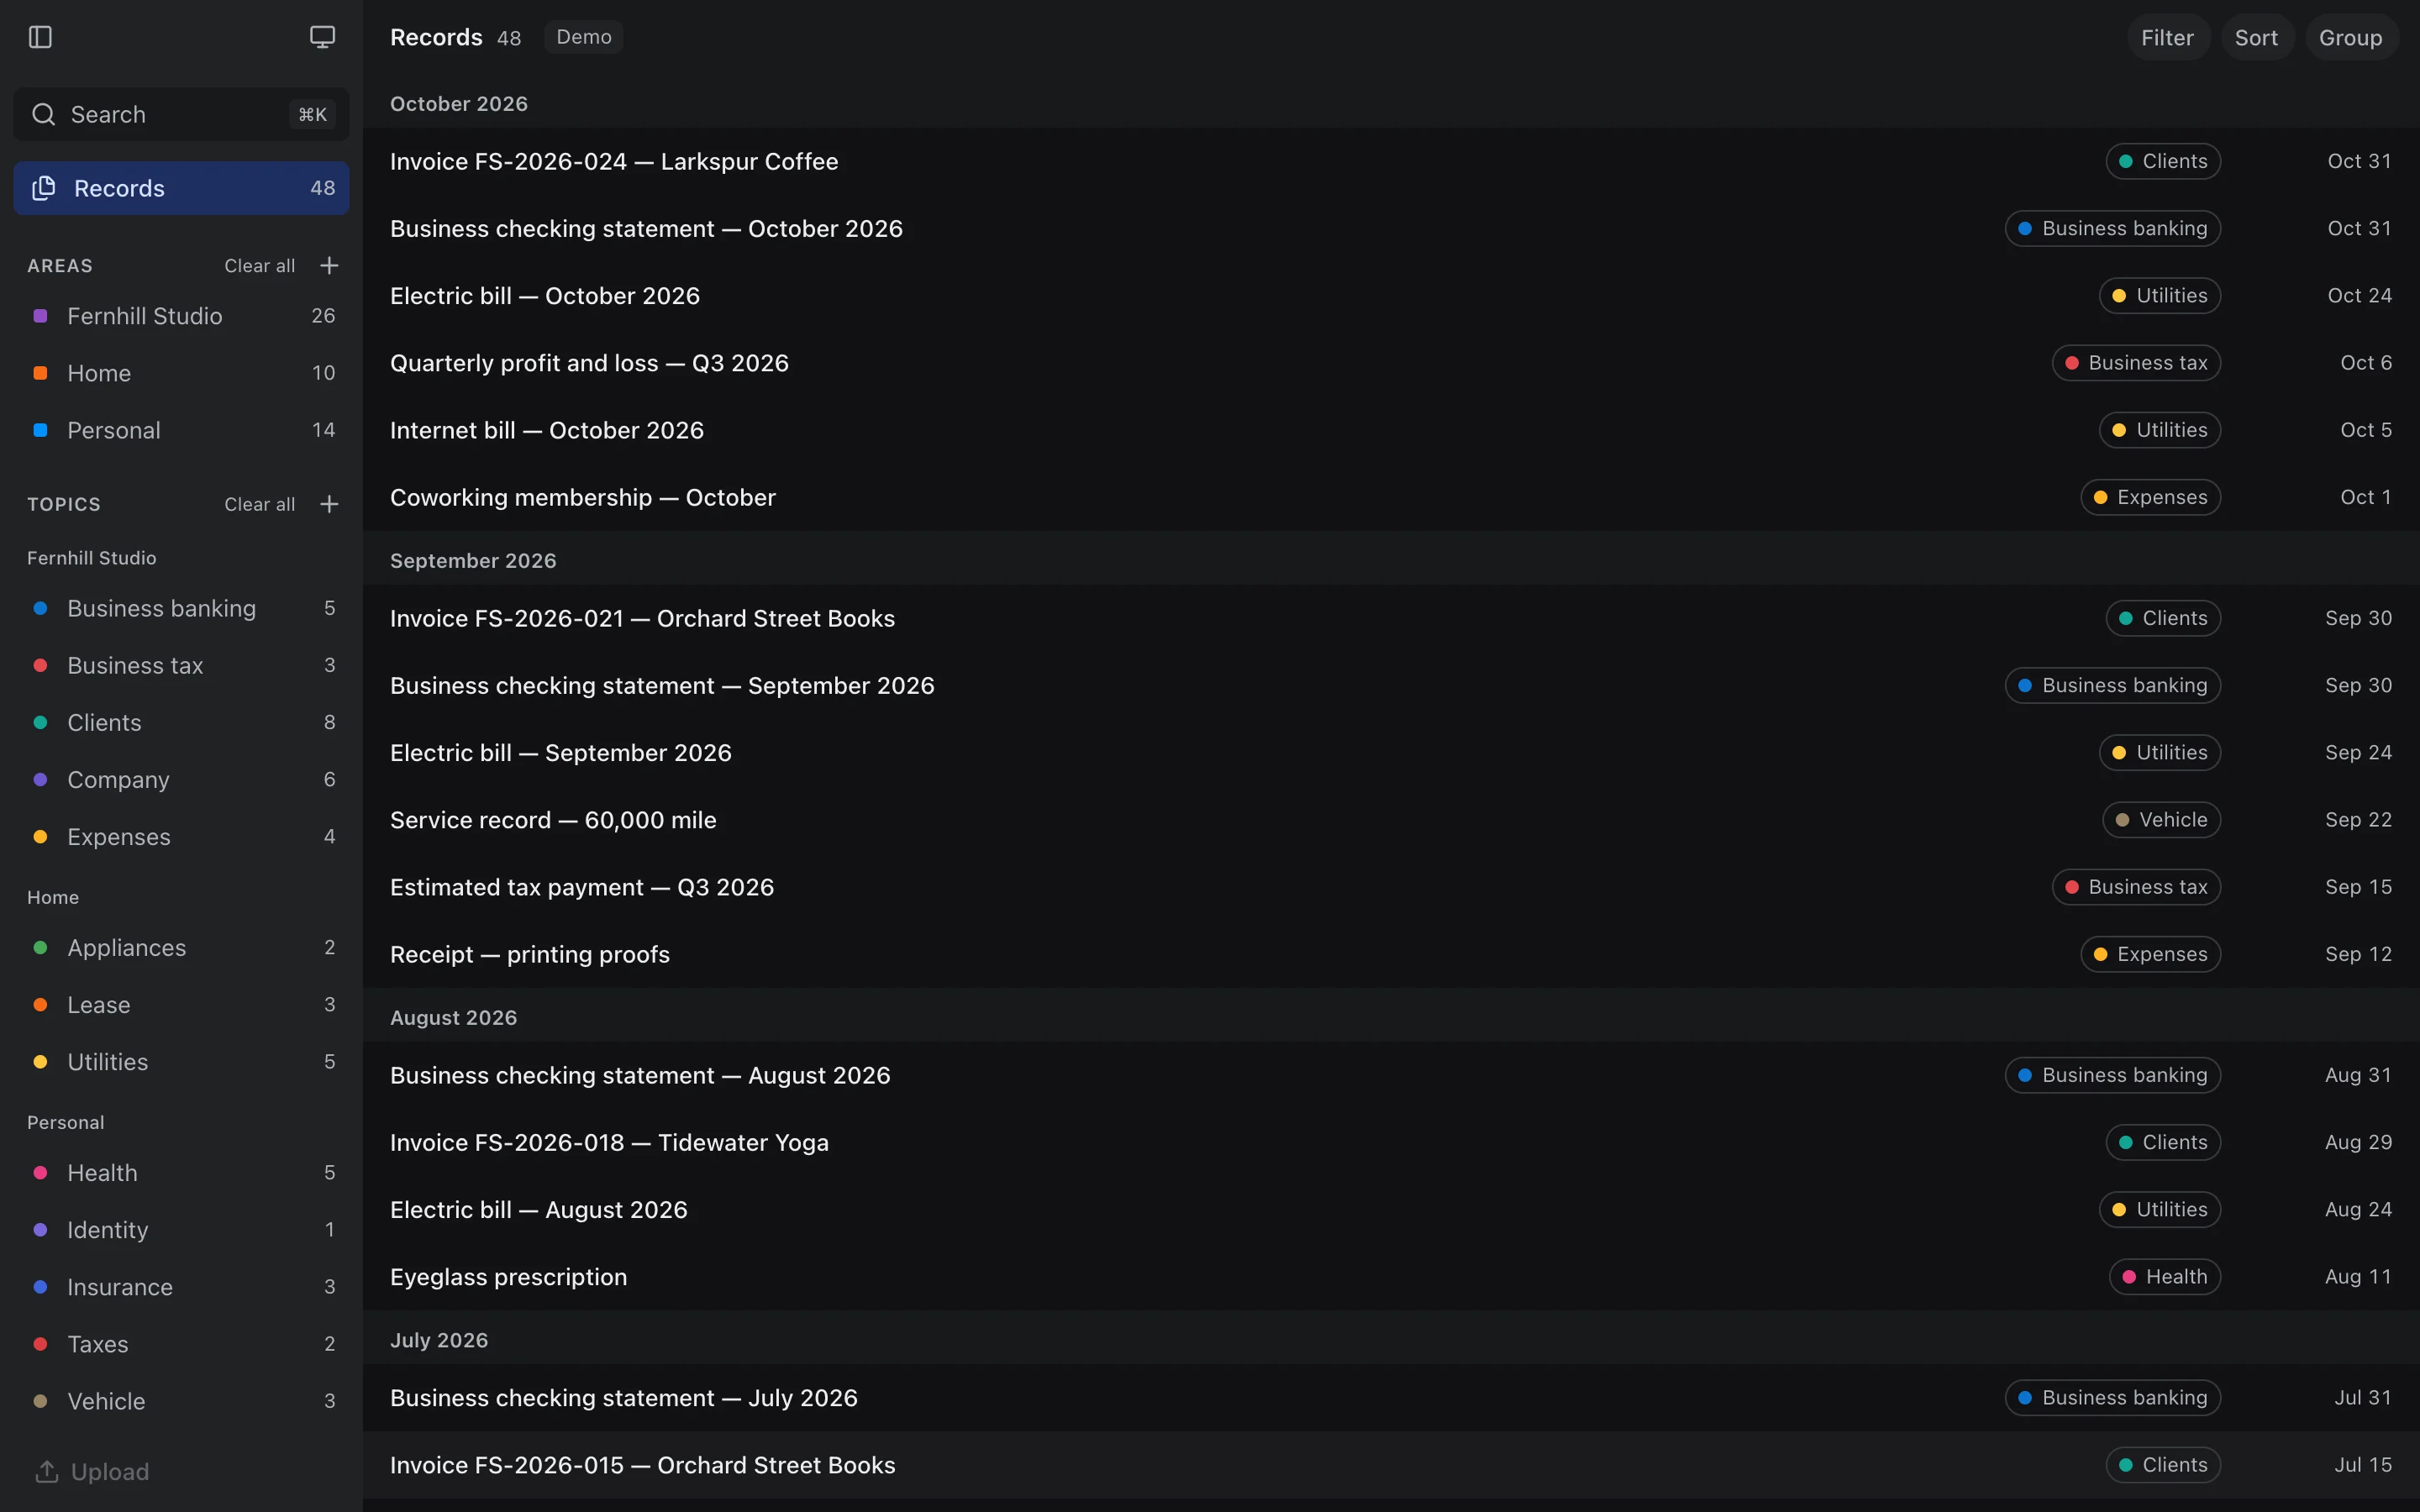 Search ⌘K
Records 48
AREAS Clear all
Fernhill Studio 26
Home 10
Personal 14
TOPICS Clear all
Fernhill Studio
Business banking 5
Business tax 3
Clients 8
Company 6
Expenses 4
Home
Appliances 2
Lease 3
Utilities 5
Personal
Health 5
Identity 1
Insurance 3
Taxes 2
Vehicle 3
Upload
Records 48 Demo Filter Sort Group
October 2026
Invoice FS-2026-024 — Larkspur Coffee Clients Oct 31
Business checking statement — October 2026 Business banking Oct 31
Electric bill — October 2026 Utilities Oct 24
Quarterly profit and loss — Q3 2026 Business tax Oct 6
Internet bill — October 2026 Utilities Oct 5
Coworking membership — October Expenses Oct 1
September 2026
Invoice FS-2026-021 — Orchard Street Books Clients Sep 30
Business checking statement — September 2026 Business banking Sep 30
Electric bill — September 2026 Utilities Sep 24
Service record — 60,000 mile Vehicle Sep 22
Estimated tax payment — Q3 2026 Business tax Sep 15
Receipt — printing proofs Expenses Sep 12
August 2026
Business checking statement — August 2026 Business banking Aug 31
Invoice FS-2026-018 — Tidewater Yoga Clients Aug 29
Electric bill — August 2026 Utilities Aug 24
Eyeglass prescription Health Aug 11
July 2026
Business checking statement — July 2026 Business banking Jul 31
Invoice FS-2026-015 — Orchard Street Books Clients Jul 15